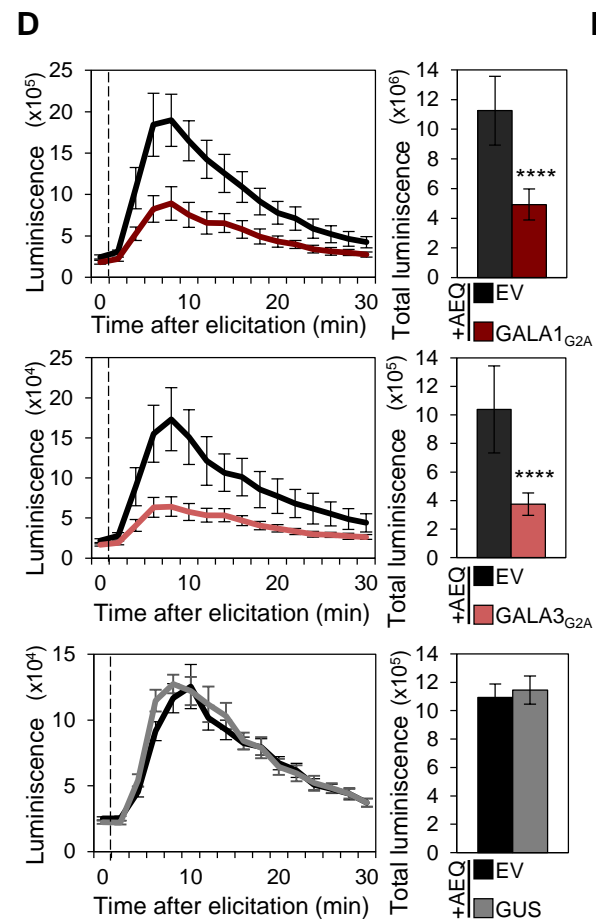 D
Luminiscence (x10⁵)
25
20
15
10
5
0
0 10 20 30
Time after elicitation (min)
Total luminiscence (x10⁶)
14
12
10
8
6
4
2
0
****
+AEQ
EV
GALA1G2A
Luminiscence (x10⁴)
25
20
15
10
5
0
0 10 20 30
Time after elicitation (min)
Total luminiscence (x10⁵)
14
12
10
8
6
4
2
0
****
+AEQ
EV
GALA3G2A
Luminiscence (x10⁴)
15
10
5
0
0 10 20 30
Time after elicitation (min)
Total luminiscence (x10⁵)
14
12
10
8
6
4
2
0
+AEQ
EV
GUS